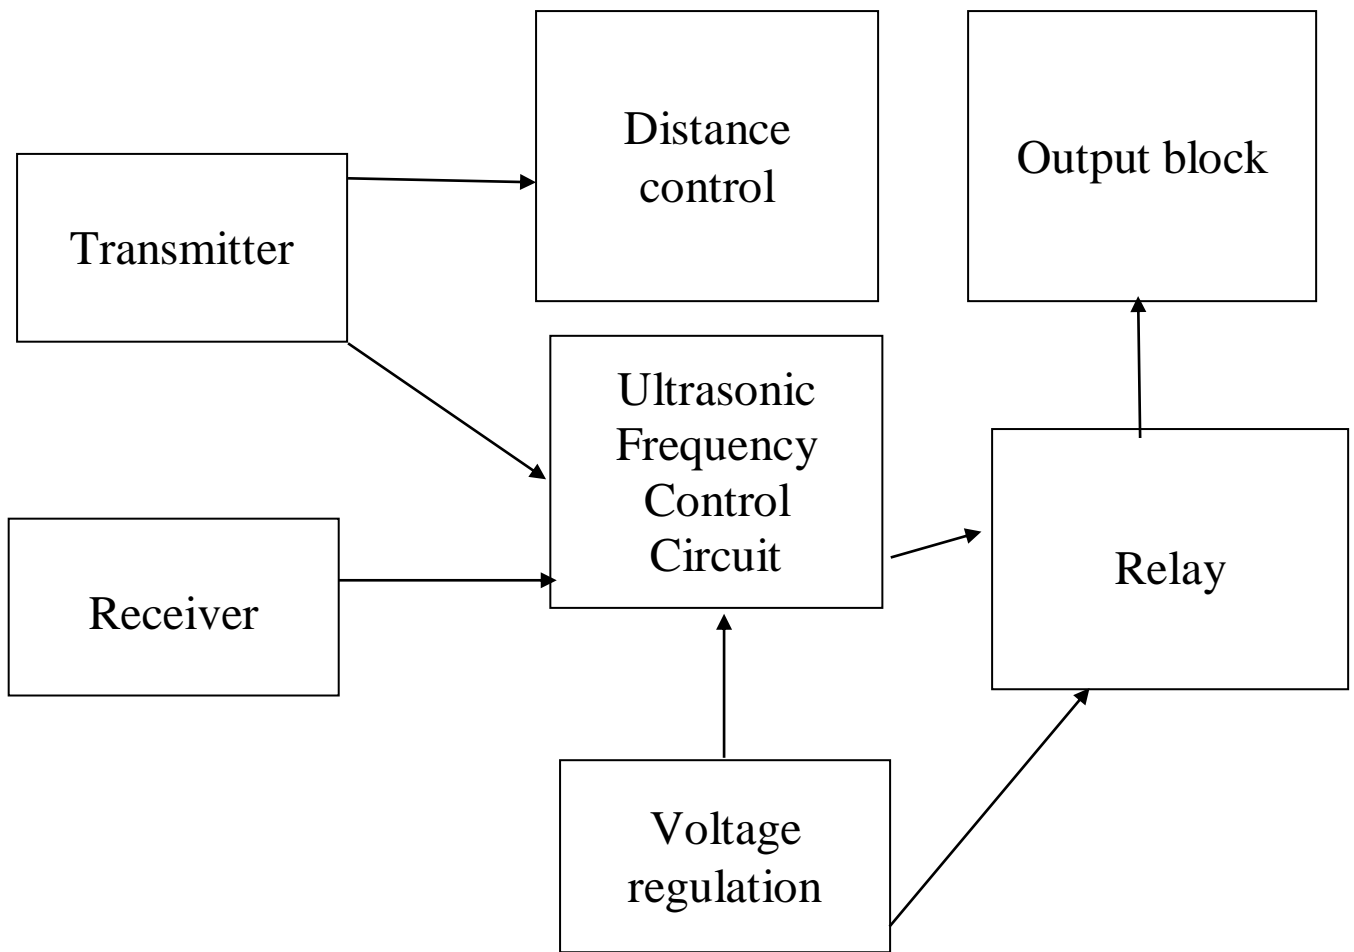 Distance
control
Output block
Transmitter
Ultrasonic
Frequency
Control
Circuit
Relay
Receiver
Voltage
regulation